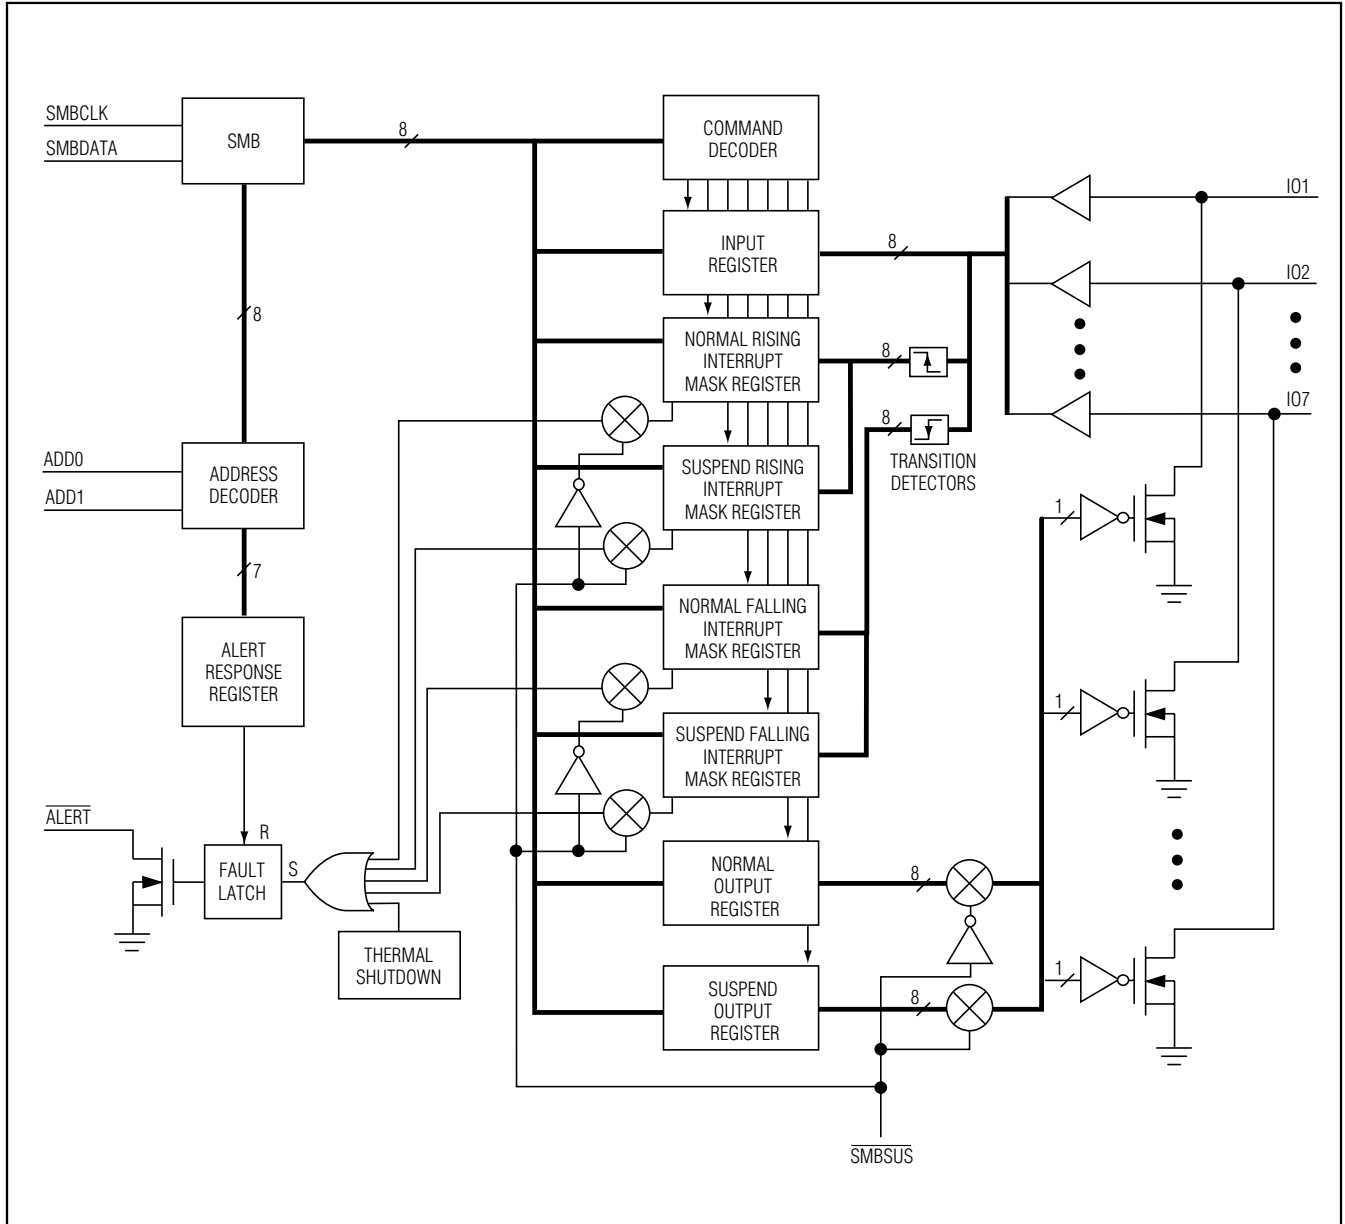 SMBCLK
SMBDATA
SMB
8
COMMAND
DECODER
IO1
INPUT
REGISTER
8
IO2
8
NORMAL RISING
INTERRUPT
MASK REGISTER
8
IO7
8
TRANSITION
DETECTORS
ADD0
ADD1
ADDRESS
DECODER
SUSPEND RISING
INTERRUPT
MASK REGISTER
1
7
NORMAL FALLING
INTERRUPT
MASK REGISTER
ALERT
RESPONSE
REGISTER
1
SUSPEND FALLING
INTERRUPT
MASK REGISTER
ALERT
R
FAULT
LATCH
S
NORMAL
OUTPUT
REGISTER
8
THERMAL
SHUTDOWN
1
SUSPEND
OUTPUT
REGISTER
8
SMBSUS